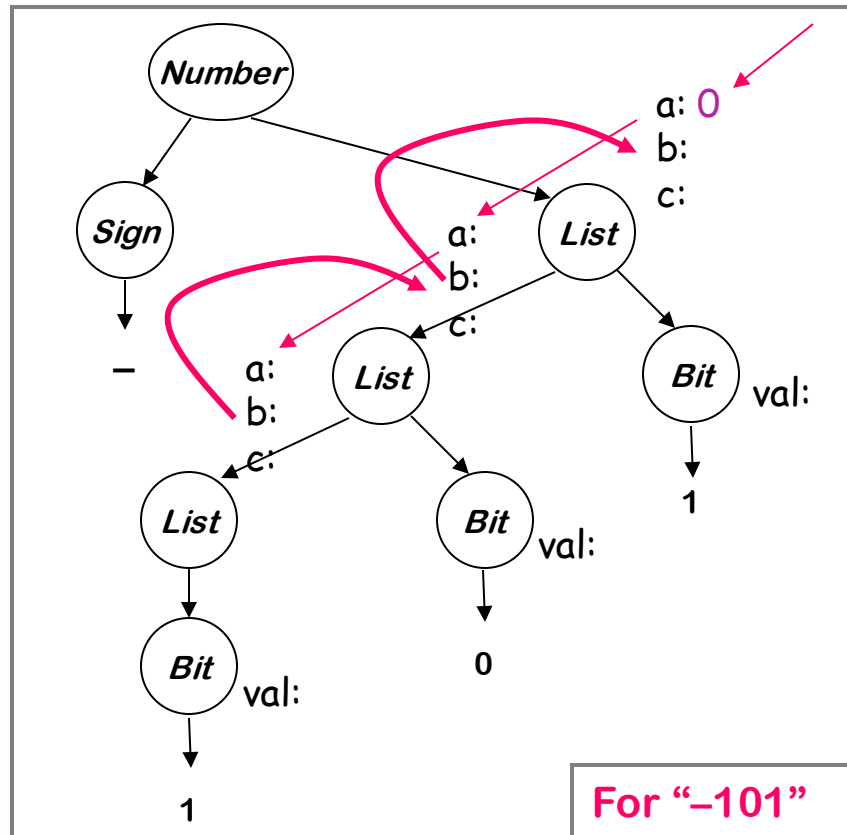 Number
a: 0
b:
c:
Sign
List
a:
b:
c:
–
a:
b:
c:
List
Bit
val:
List
Bit
val:
1
Bit
val:
0
1
For “–101”